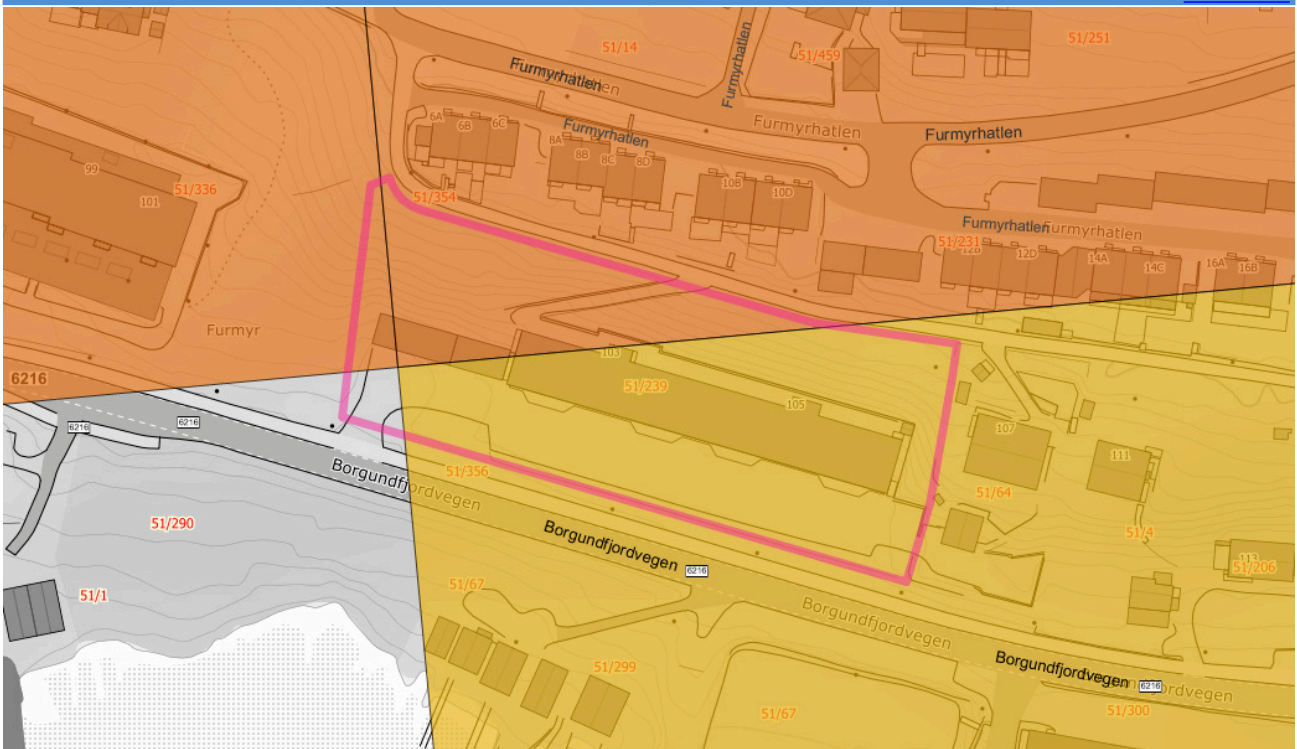 51/14
51/459
51/251
Furmyrhatlen
Furmyrhatlen
Furmyrhatlen
Furmyrhatlen
Furmyrhatlen
6A
6B
6C
8A
8B
8C
8D
10B
10D
99
101
51/336
51/354
Furmyrhatlen
Furmyrhatlen
51/231
12B
12D
14A
14C
16A
16B
Furmyr
6216
103
51/239
105
6216
6216
107
111
Borgundfjordvegen
51/356
51/64
51/290
51/4
Borgundfjordvegen
6216
113
51/206
51/67
51/1
Borgundfjordvegen
51/299
Borgundfjordvegen
6216
51/67
51/300